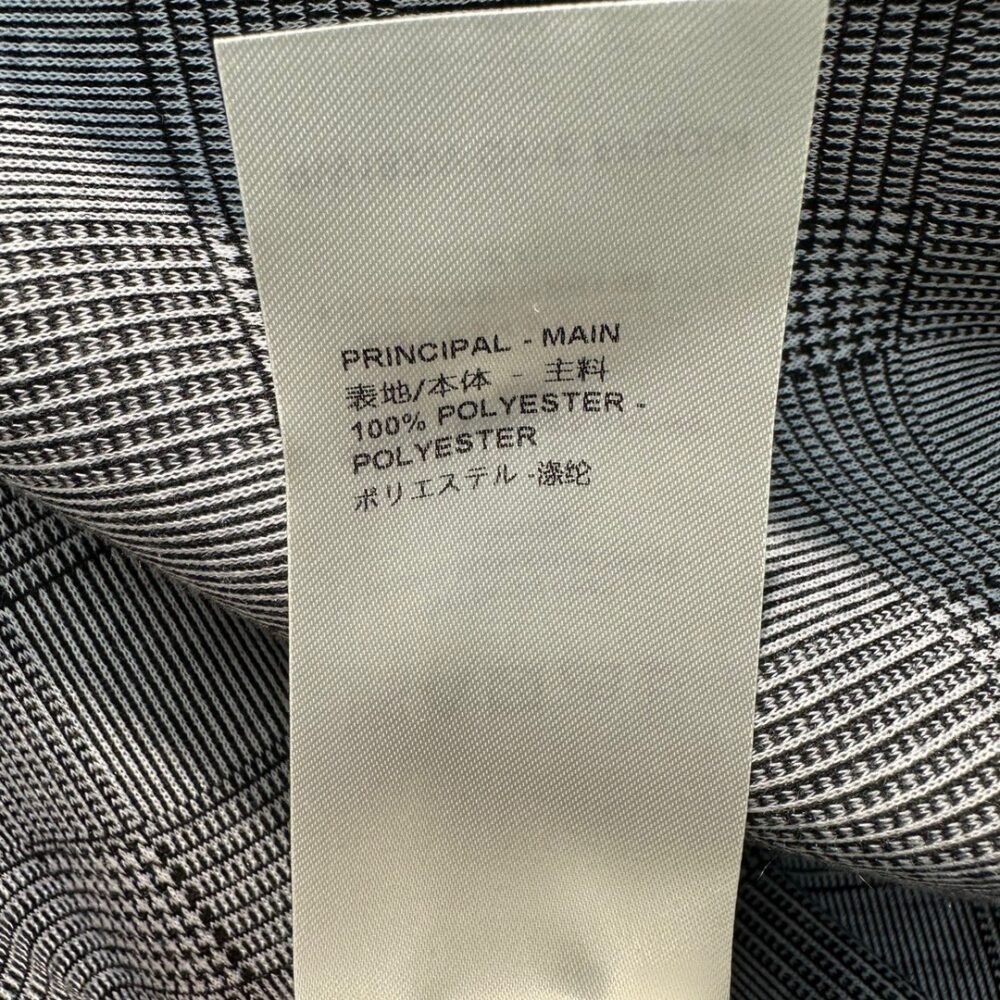 PRINCIPAL - MAIN
表地/本体 - 主料
100% POLYESTER -
POLYESTER
ポリエステル -涤纶